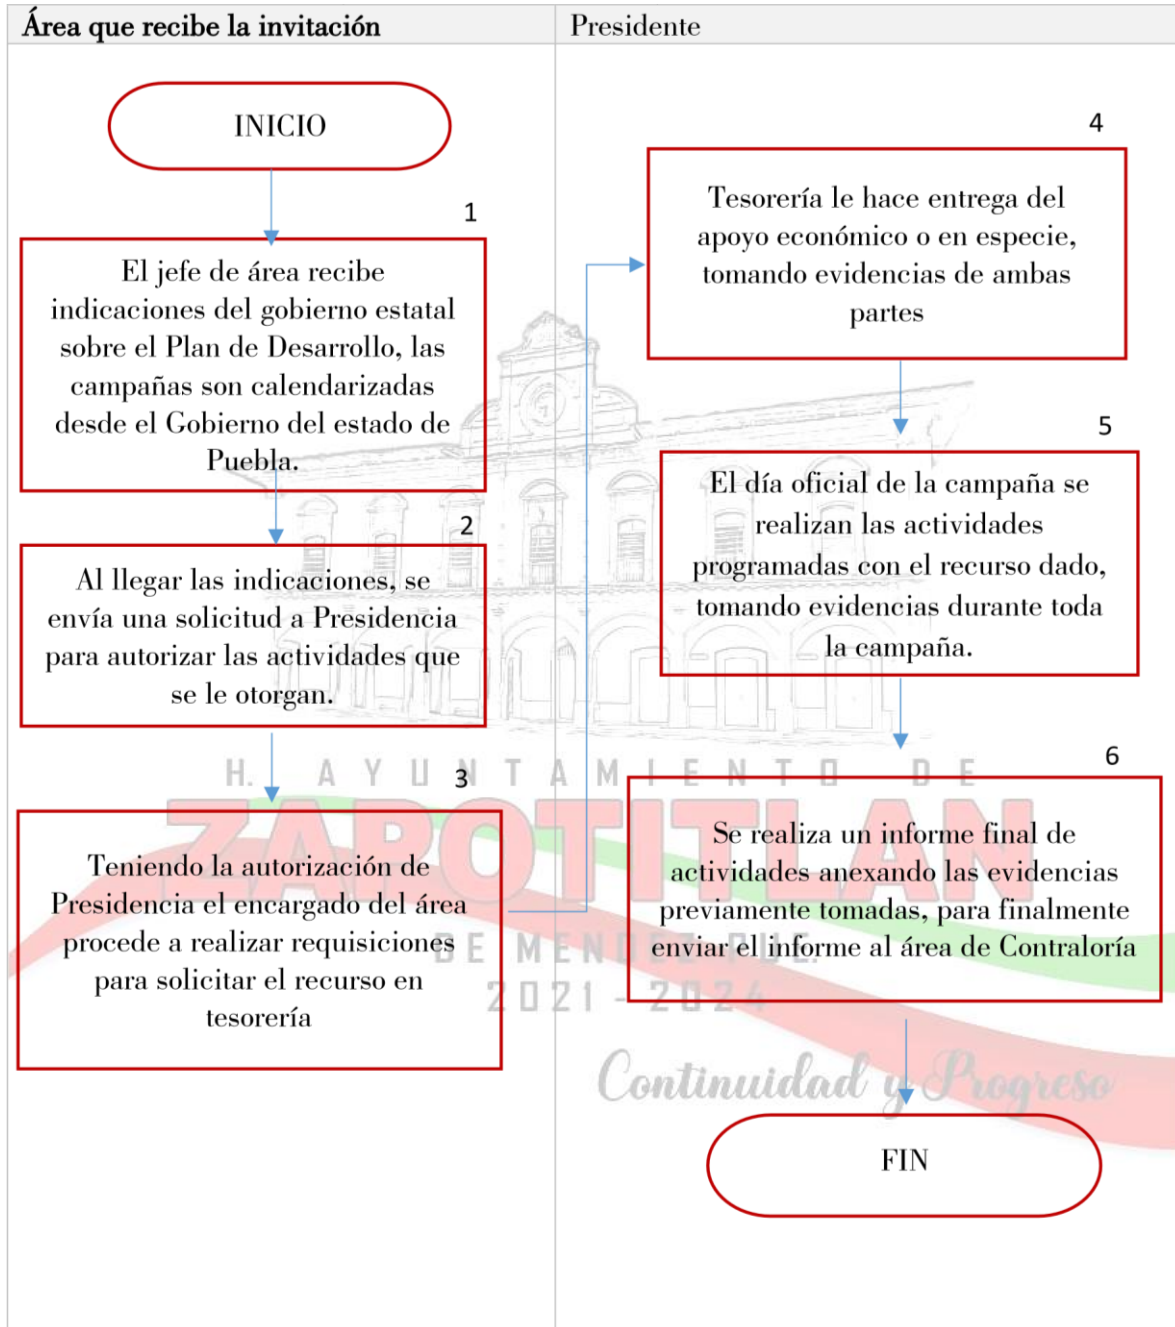 Área que recibe la invitación
Presidente
INICIO
1
El jefe de área recibe
indicaciones del gobierno estatal
sobre el Plan de Desarrollo, las
campañas son calendarizadas
desde el Gobierno del estado de
Puebla.
2
Al llegar las indicaciones, se
envía una solicitud a Presidencia
para autorizar las actividades que
se le otorgan.
3
Teniendo la autorización de
Presidencia el encargado del área
procede a realizar requisiciones
para solicitar el recurso en
tesorería
4
Tesorería le hace entrega del
apoyo económico o en especie,
tomando evidencias de ambas
partes
5
El día oficial de la campaña se
realizan las actividades
programadas con el recurso dado,
tomando evidencias durante toda
la campaña.
6
Se realiza un informe final de
actividades anexando las evidencias
previamente tomadas, para finalmente
enviar el informe al área de Contraloría
FIN
H. AYUNTAMIENTO DE
ZAPOTITLAN
DE PUE.
2021 - 2024
Continuidad y Progreso